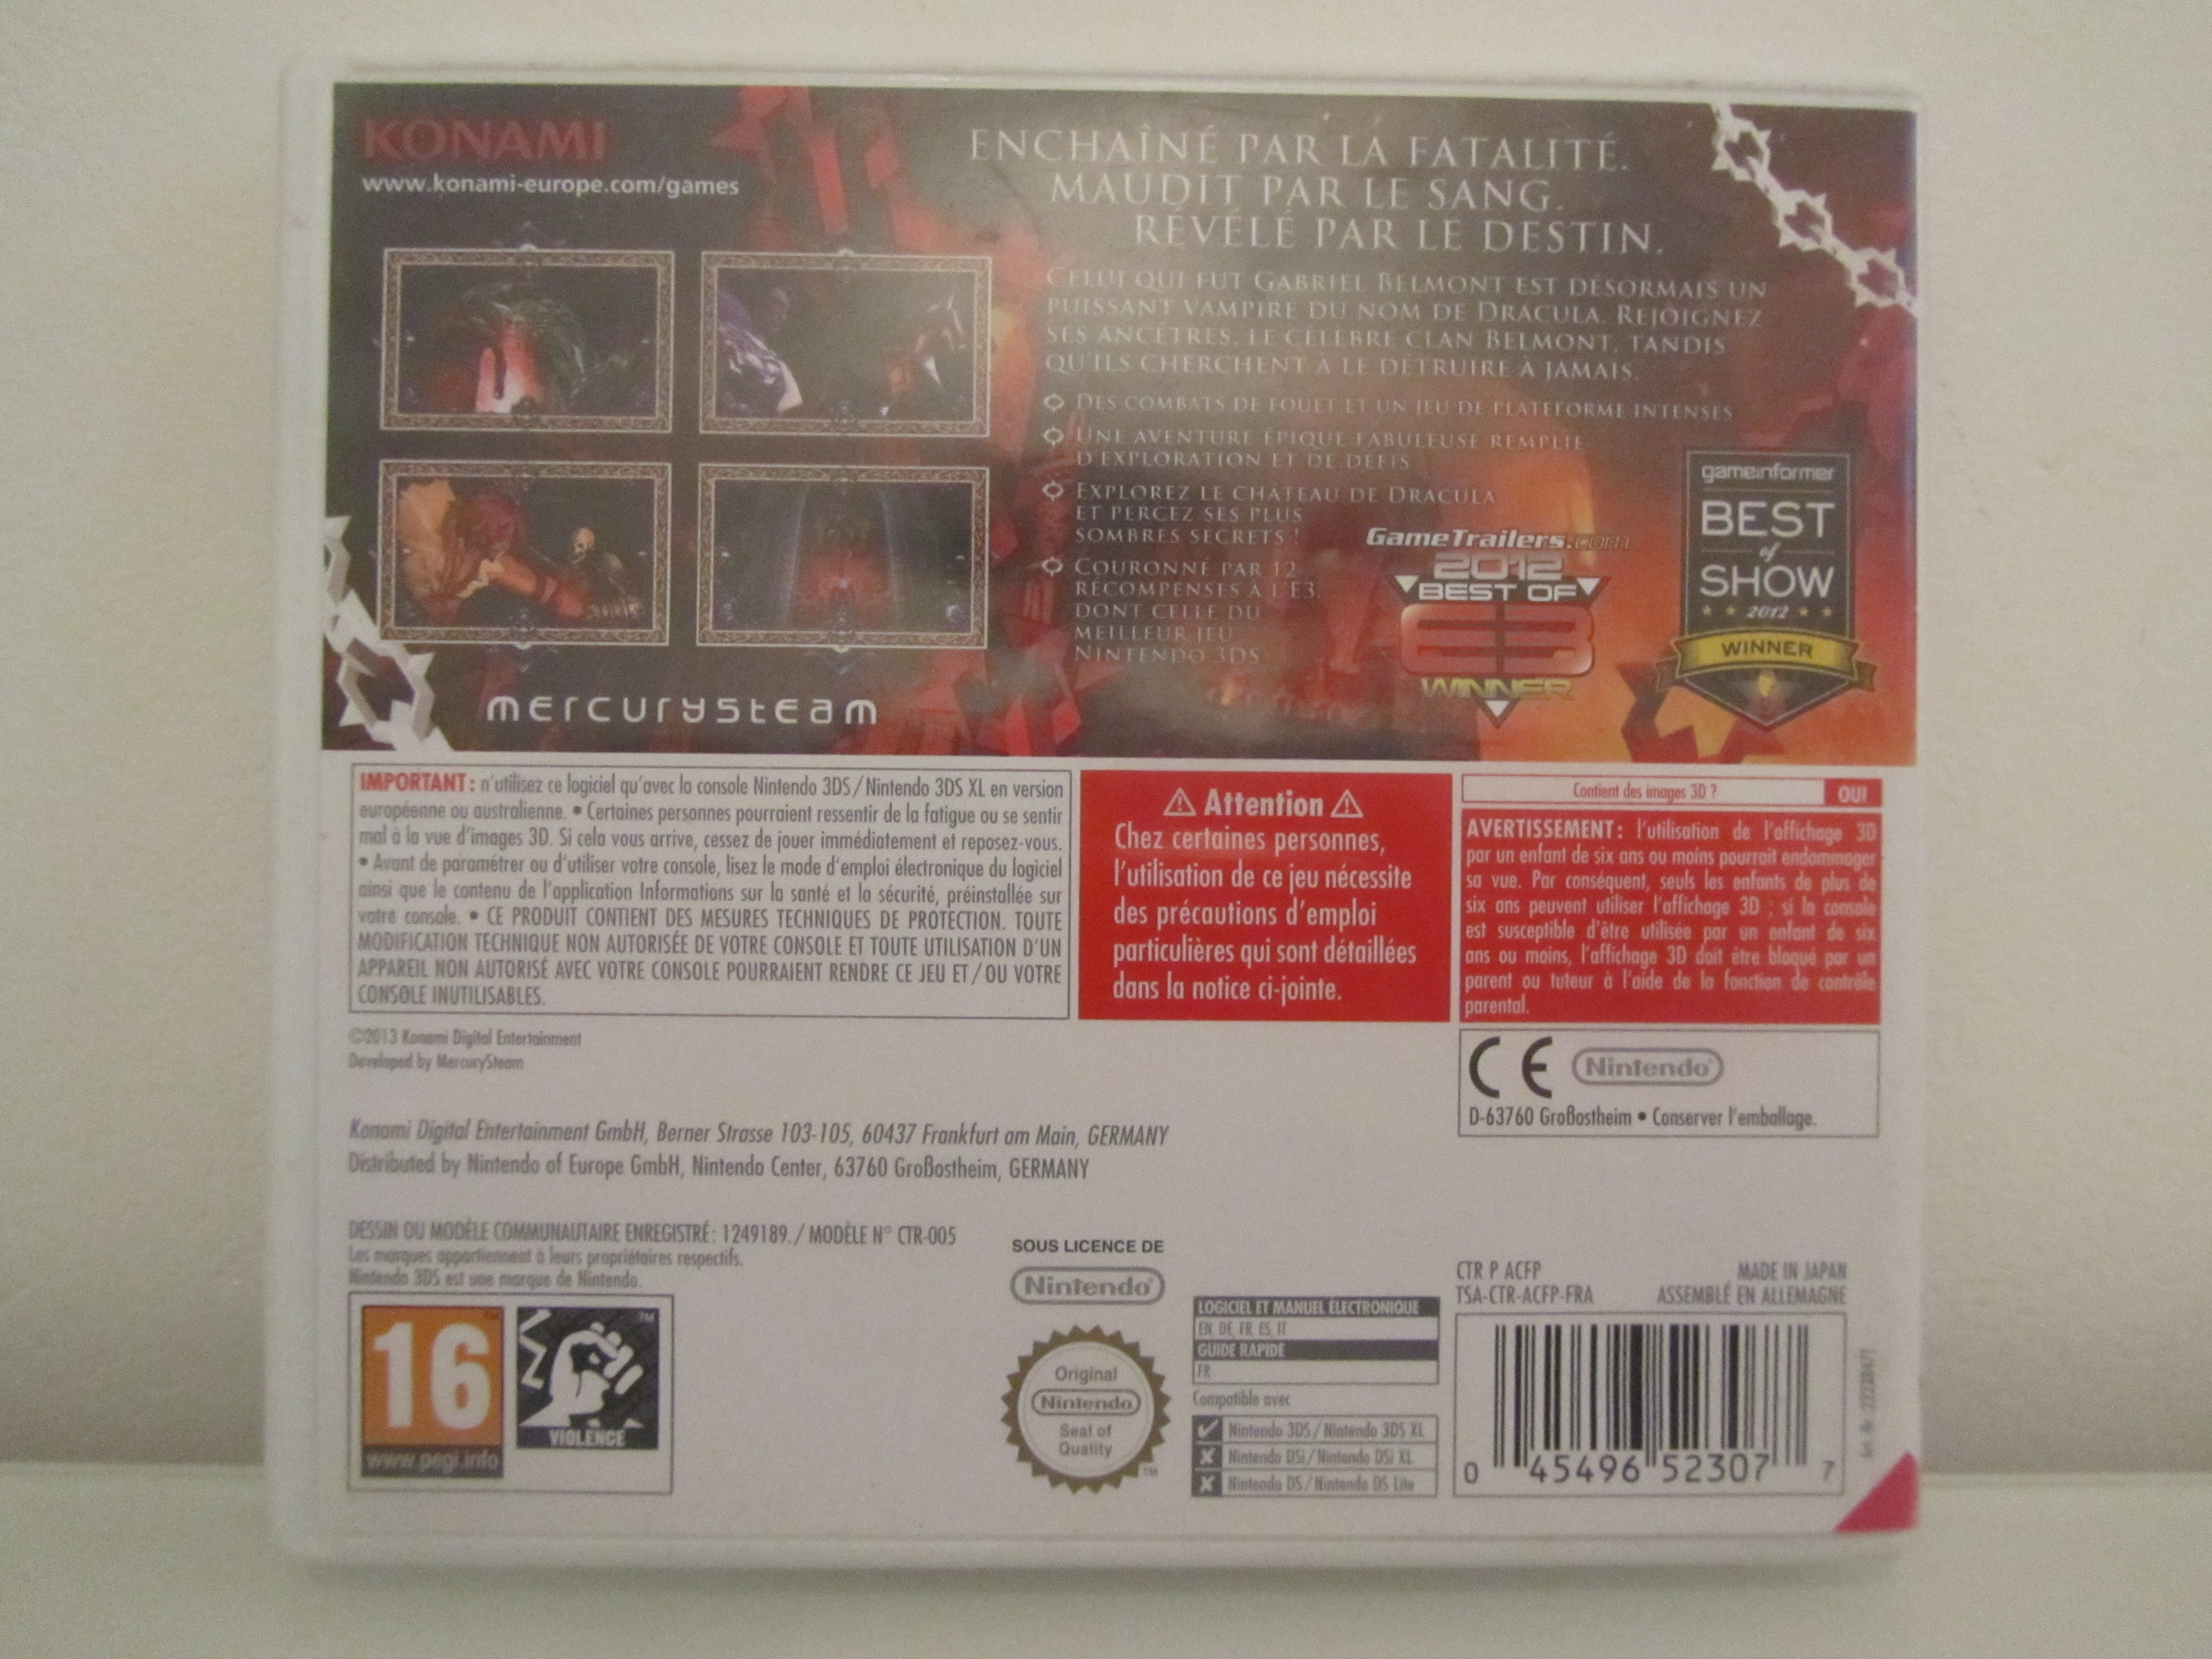 KONAMI
www.konami-europe.com/games
ENCHAÎNÉ PAR LA FATALITÉ.
MAUDIT PAR LE SANG.
RÉVÉLÉ PAR LE DESTIN.
CELUI QUI FUT GABRIEL BELMONT EST DÉSORMAIS UN
PUISSANT VAMPIRE DU NOM DE DRACULA. REJOIGNEZ
SES ANCÊTRES, LE CÉLÈBRE CLAN BELMONT, TANDIS
QU'ILS CHERCHENT À LE DÉTRUIRE À JAMAIS.
DES COMBATS DE FOUET ET UN JEU DE PLATEFORME INTENSES
UNE AVENTURE ÉPIQUE FABULEUSE REMPLIE
D'EXPLORATION ET DE DÉFIS
EXPLOREZ LE CHÂTEAU DE DRACULA
ET PERCEZ SES PLUS
SOMBRES SECRETS !
COURONNÉ PAR 12
RÉCOMPENSES À L'E3,
DONT CELLE DU
MEILLEUR JEU
NINTENDO 3DS
GameTrailers.com
2012
BEST OF
E3
WINNER
gameinformer
BEST
of
SHOW
2012
WINNER
mercurysteam
IMPORTANT : n'utilisez ce logiciel qu'avec la console Nintendo 3DS/Nintendo 3DS XL en version
européenne ou australienne. • Certaines personnes pourraient ressentir de la fatigue ou se sentir
mal à la vue d'images 3D. Si cela vous arrive, cessez de jouer immédiatement et reposez-vous.
• Avant de paramétrer ou d'utiliser votre console, lisez le mode d'emploi électronique du logiciel
ainsi que le contenu de l'application Informations sur la santé et la sécurité, préinstallée sur
votre console. • CE PRODUIT CONTIENT DES MESURES TECHNIQUES DE PROTECTION. TOUTE
MODIFICATION TECHNIQUE NON AUTORISÉE DE VOTRE CONSOLE ET TOUTE UTILISATION D'UN
APPAREIL NON AUTORISÉ AVEC VOTRE CONSOLE POURRAIENT RENDRE CE JEU ET/OU VOTRE
CONSOLE INUTILISABLES.
⚠ Attention ⚠
Chez certaines personnes,
l'utilisation de ce jeu nécessite
des précautions d'emploi
particulières qui sont détaillées
dans la notice ci-jointe.
Contient des images 3D ? OUI
AVERTISSEMENT : l'utilisation de l'affichage 3D
par un enfant de six ans ou moins pourrait endommager
sa vue. Par conséquent, seuls les enfants de plus de
six ans peuvent utiliser l'affichage 3D ; si la console
est susceptible d'être utilisée par un enfant de six
ans ou moins, l'affichage 3D doit être bloqué par un
parent ou tuteur à l'aide de la fonction de contrôle
parental.
©2013 Konami Digital Entertainment
Developed by MercurySteam
CE Nintendo®
D-63760 Großostheim • Conserver l'emballage.
Konami Digital Entertainment GmbH, Berner Strasse 103-105, 60437 Frankfurt am Main, GERMANY
Distributed by Nintendo of Europe GmbH, Nintendo Center, 63760 Großostheim, GERMANY
DESSIN OU MODÈLE COMMUNAUTAIRE ENREGISTRÉ : 1249189. / MODÈLE N° CTR-005
Les marques appartiennent à leurs propriétaires respectifs.
Nintendo 3DS est une marque de Nintendo.
16
www.pegi.info
VIOLENCE
TM
SOUS LICENCE DE
Nintendo®
Original
Nintendo
Seal of
Quality
TM
LOGICIEL ET MANUEL ÉLECTRONIQUE
EN, DE, FR, ES, IT
GUIDE RAPIDE
FR
Compatible avec
Nintendo 3DS/Nintendo 3DS XL
Nintendo DSi/Nintendo DSi XL
Nintendo DS/Nintendo DS Lite
CTR P ACFP MADE IN JAPAN
TSA-CTR-ACFP-FRA ASSEMBLÉ EN ALLEMAGNE
0 45496 52307 7